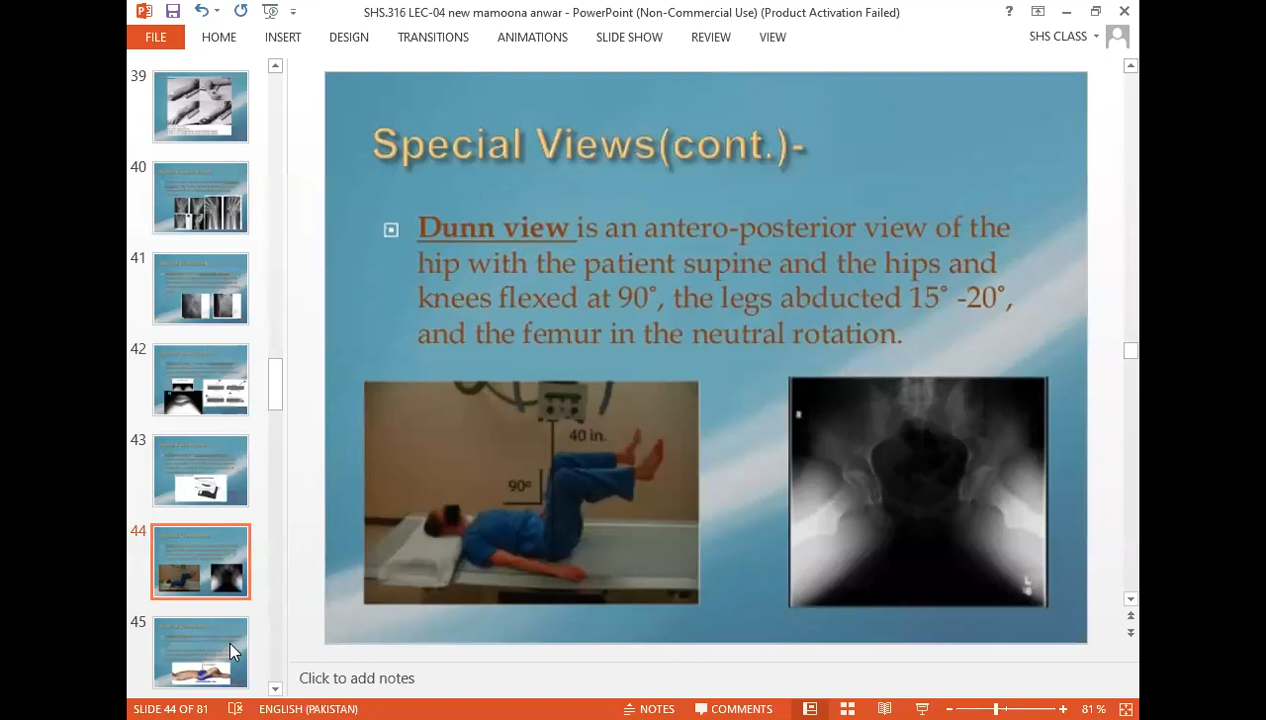 SHS.316 LEC-04 new mamoona anwar - PowerPoint (Non-Commercial Use) (Product Activation Failed)
FILE HOME INSERT DESIGN TRANSITIONS ANIMATIONS SLIDE SHOW REVIEW VIEW SHS CLASS
39
40
41
42
43
44
45
Special Views(cont.)-
Dunn view is an antero-posterior view of the
hip with the patient supine and the hips and
knees flexed at 90˚, the legs abducted 15˚ -20˚,
and the femur in the neutral rotation.
40 in.
90º
L
Click to add notes
SLIDE 44 OF 81 ENGLISH (PAKISTAN) NOTES COMMENTS 81 %